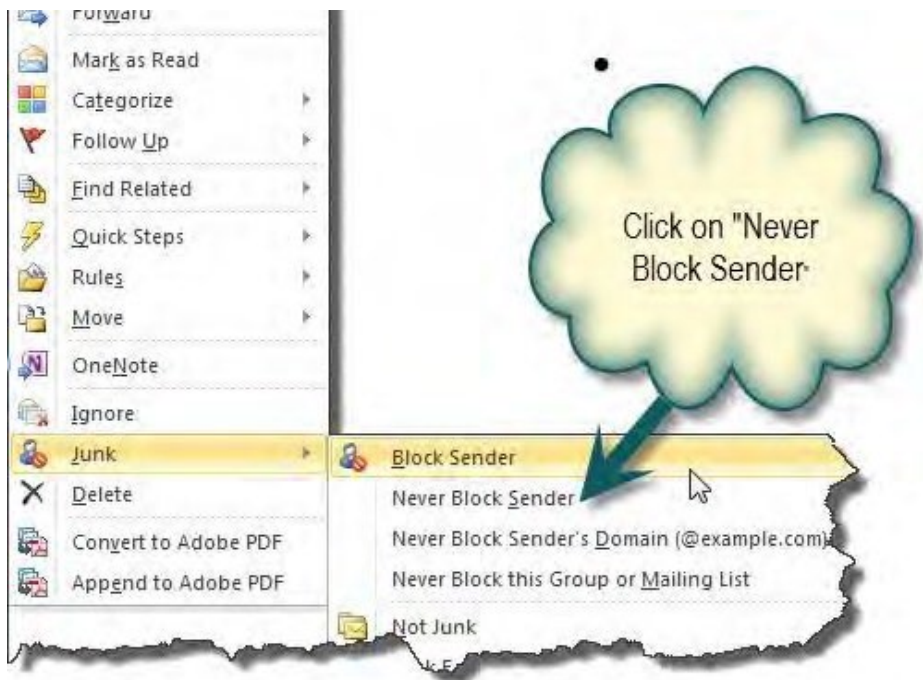 Forward
Mark as Read
Categorize
Follow Up
Find Related
Quick Steps
Rules
Move
OneNote
Ignore
Junk
Delete
Convert to Adobe PDF
Append to Adobe PDF
Click on "Never
Block Sender"
Block Sender
Never Block Sender
Never Block Sender's Domain (@example.com)
Never Block this Group or Mailing List
Not Junk